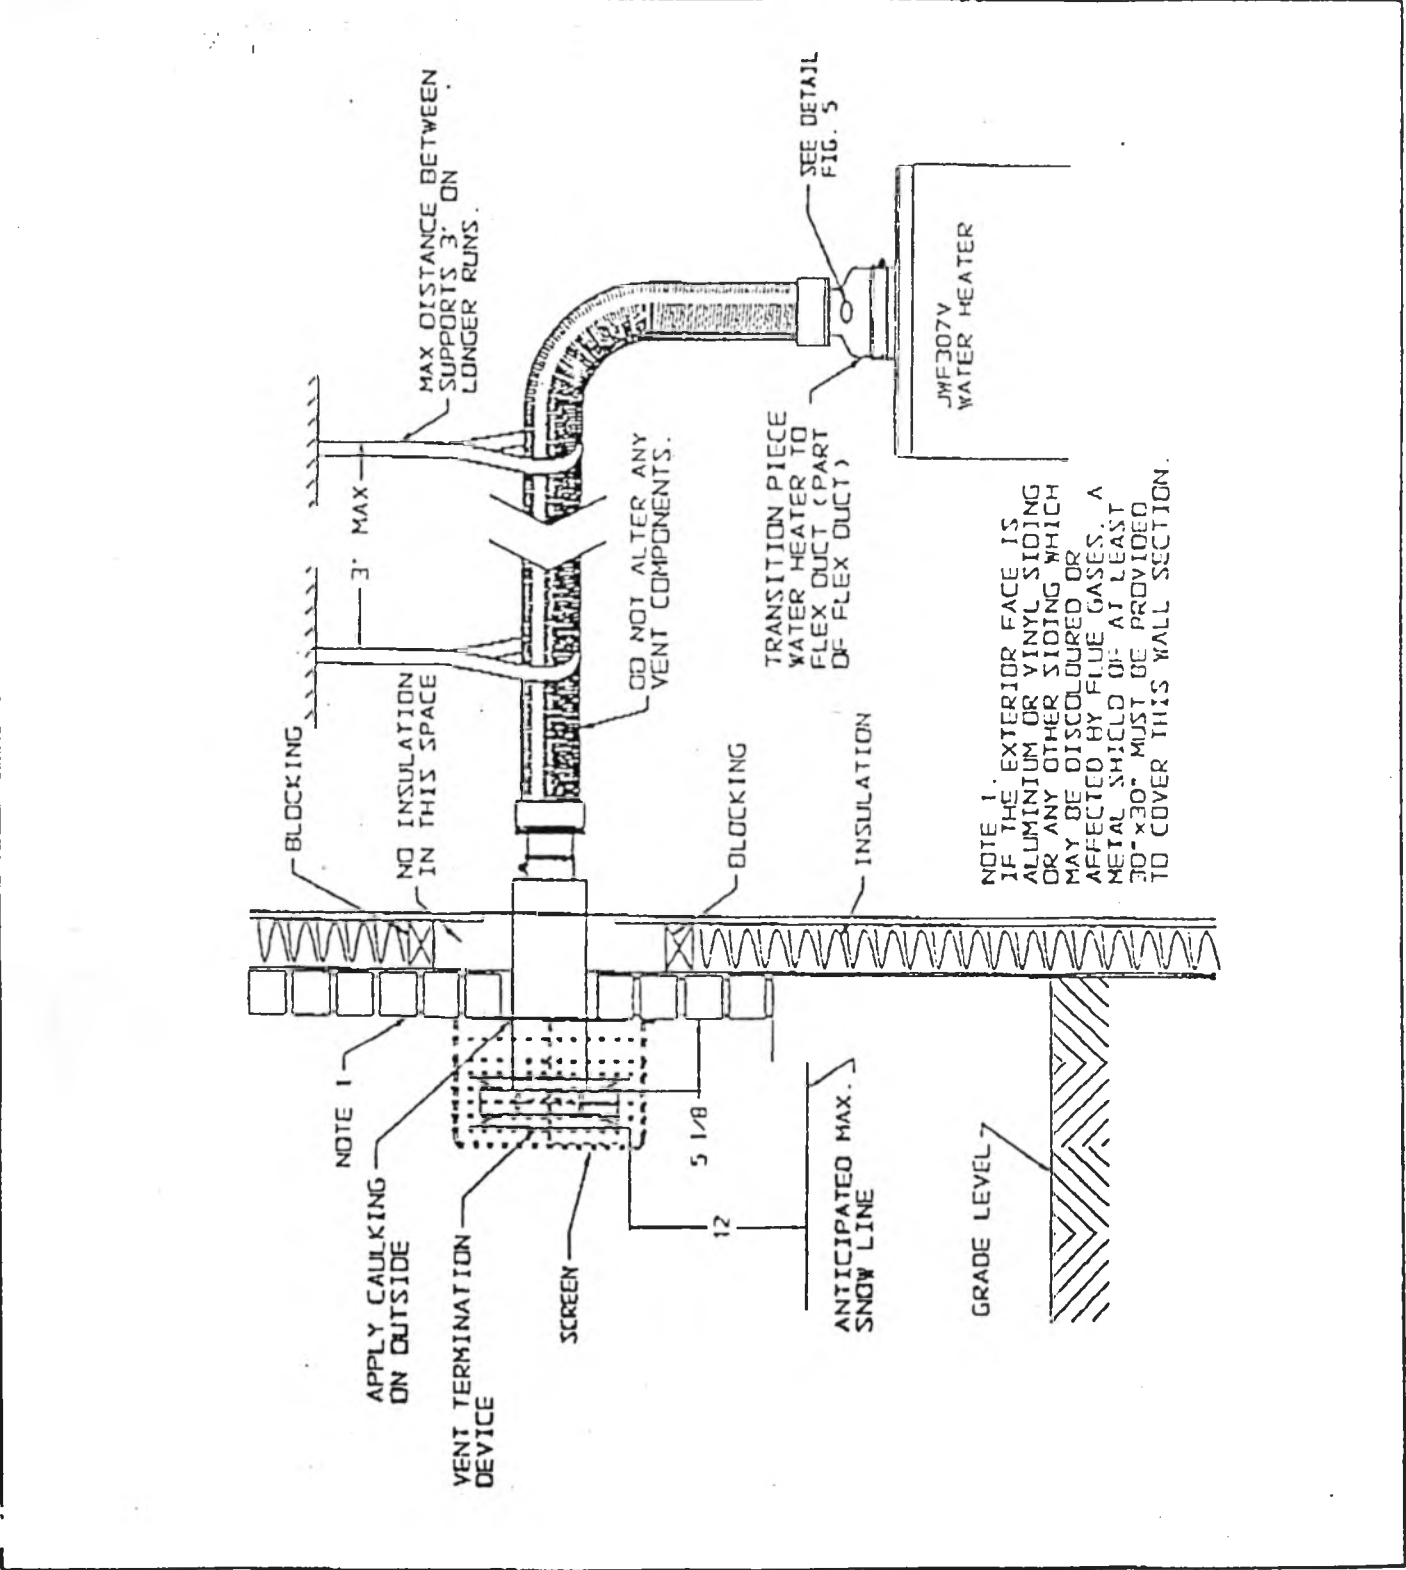 MAX DISTANCE BETWEEN
SUPPORTS 3' ON
LONGER RUNS.
3' MAX
SEE DETAIL
FIG. 5
BLOCKING
NO INSULATION
IN THIS SPACE
NOTE 1
APPLY CAULKING
ON OUTSIDE
VENT TERMINATION
DEVICE
SCREEN
5 1/8
12
ANTICIPATED MAX.
SNOW LINE
GRADE LEVEL
DO NOT ALTER ANY
VENT COMPONENTS.
BLOCKING
INSULATION
TRANSITION PIECE
WATER HEATER TO
FLEX DUCT (PART
OF FLEX DUCT)
JWF307V
WATER HEATER
NOTE 1.
IF THE EXTERIOR FACE IS
ALUMINIUM OR VINYL SIDING
OR ANY OTHER SIDING WHICH
MAY BE DISCOLOURED OR
AFFECTED BY FLUE GASES, A
METAL SHIELD OF AT LEAST
30"x30" MUST BE PROVIDED
TO COVER THIS WALL SECTION.